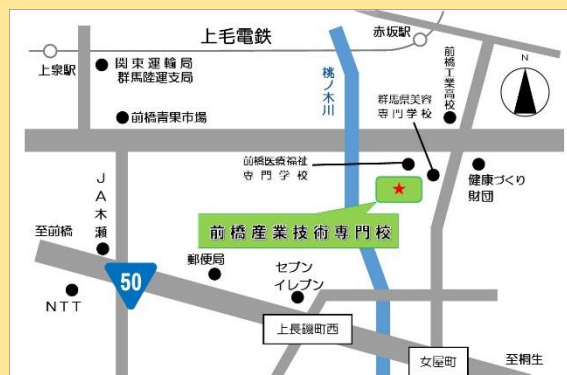 上毛電鉄
赤坂駅
上泉駅
関東運輸局
群馬陸運支局
前橋青果市場
桃ノ木川
前橋工業高校
N
群馬県美容
専門学校
前橋医療福祉
専門学校
健康づくり
財団
JA木瀬
前橋産業技術専門校
至前橋
50
郵便局
セブン
イレブン
NTT
上長磯町西
女屋町
至桐生